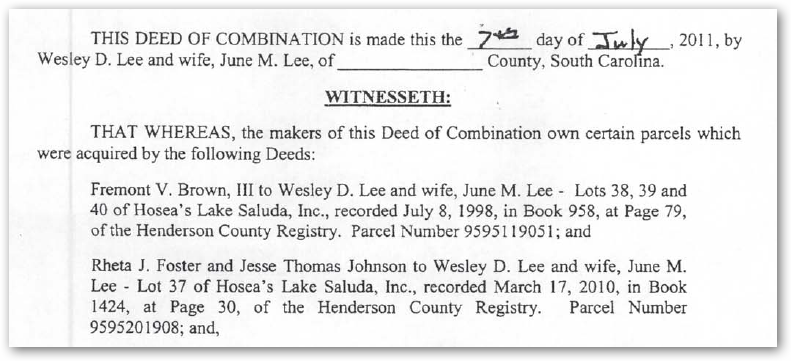 THIS DEED OF COMBINATION is made this the 7th day of July, 2011, by
Wesley D. Lee and wife, June M. Lee, of ________________ County, South Carolina.
WITNESSETH:
THAT WHEREAS, the makers of this Deed of Combination own certain parcels which
were acquired by the following Deeds:
Fremont V. Brown, III to Wesley D. Lee and wife, June M. Lee - Lots 38, 39 and
40 of Hosea's Lake Saluda, Inc., recorded July 8, 1998, in Book 958, at Page 79,
of the Henderson County Registry. Parcel Number 9595119051; and
Rheta J. Foster and Jesse Thomas Johnson to Wesley D. Lee and wife, June M.
Lee - Lot 37 of Hosea's Lake Saluda, Inc., recorded March 17, 2010, in Book
1424, at Page 30, of the Henderson County Registry. Parcel Number
9595201908; and,